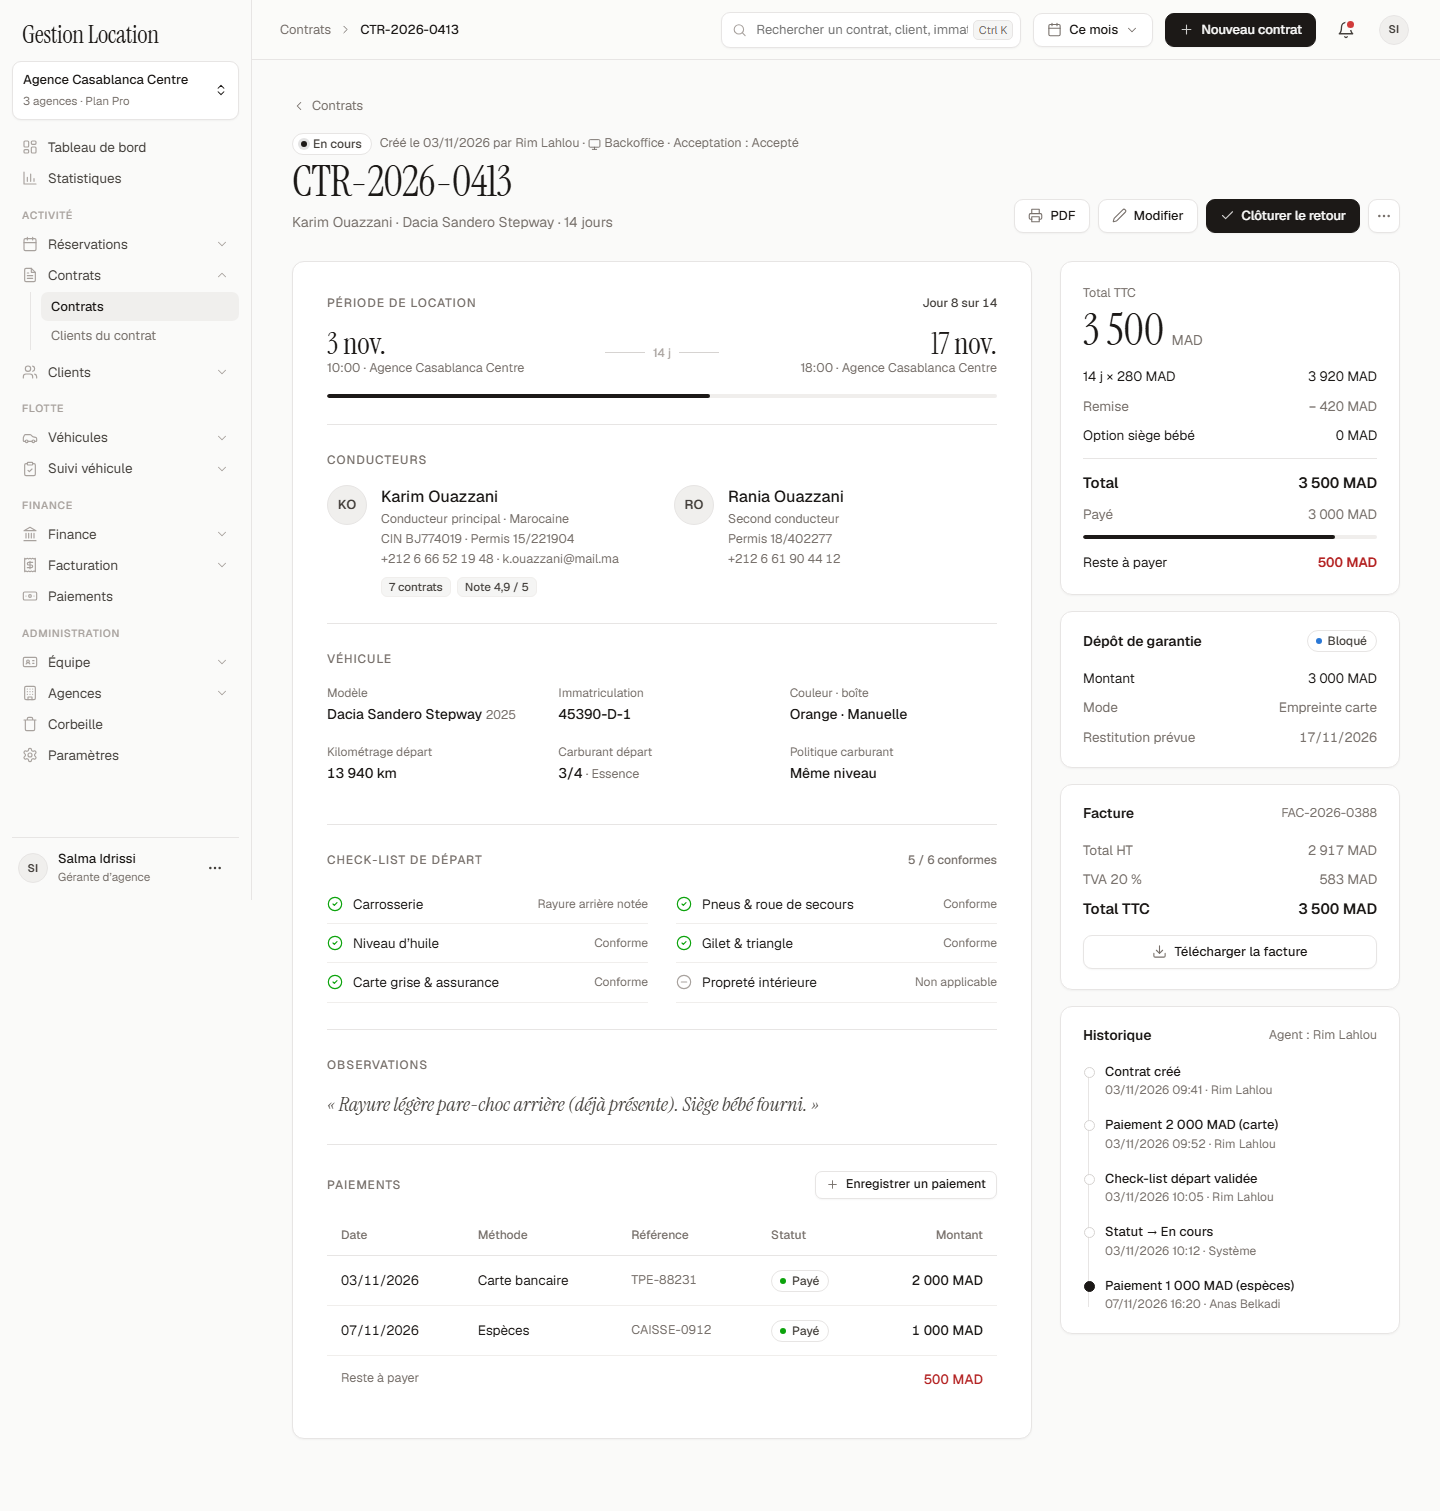 Gestion Location
Agence Casablanca Centre
3 agences · Plan Pro
Tableau de bord
Statistiques
ACTIVITÉ
Réservations
Contrats
Contrats
Clients du contrat
Clients
FLOTTE
Véhicules
Suivi véhicule
FINANCE
Finance
Facturation
Paiements
ADMINISTRATION
Équipe
Agences
Corbeille
Paramètres
SI
Salma Idrissi
Gérante d'agence
Contrats
CTR-2026-0413
Rechercher un contrat, client, immat
Ctrl K
Ce mois
Nouveau contrat
SI
Contrats
En cours
Créé le 03/11/2026 par Rim Lahlou · Backoffice · Acceptation : Accepté
CTR-2026-0413
Karim Ouazzani · Dacia Sandero Stepway · 14 jours
PDF
Modifier
Clôturer le retour
PÉRIODE DE LOCATION
Jour 8 sur 14
3 nov.
14 j
17 nov.
10:00 · Agence Casablanca Centre
18:00 · Agence Casablanca Centre
CONDUCTEURS
KO
Karim Ouazzani
Conducteur principal · Marocaine
CIN BJ774019 · Permis 15/221904
+212 6 66 52 19 48 · k.ouazzani@mail.ma
7 contrats
Note 4,9 / 5
RO
Rania Ouazzani
Second conducteur
Permis 18/402277
+212 6 61 90 44 12
VÉHICULE
Modèle
Immatriculation
Couleur · boîte
Dacia Sandero Stepway 2025
45390-D-1
Orange · Manuelle
Kilométrage départ
Carburant départ
Politique carburant
13 940 km
3/4 · Essence
Même niveau
CHECK-LIST DE DÉPART
5 / 6 conformes
Carrosserie
Rayure arrière notée
Pneus & roue de secours
Conforme
Niveau d'huile
Conforme
Gilet & triangle
Conforme
Carte grise & assurance
Conforme
Propreté intérieure
Non applicable
OBSERVATIONS
« Rayure légère pare-choc arrière (déjà présente). Siège bébé fourni. »
PAIEMENTS
Enregistrer un paiement
Date
Méthode
Référence
Statut
Montant
03/11/2026
Carte bancaire
TPE-88231
Payé
2 000 MAD
07/11/2026
Espèces
CAISSE-0912
Payé
1 000 MAD
Reste à payer
500 MAD
Total TTC
3 500 MAD
14 j × 280 MAD
3 920 MAD
Remise
− 420 MAD
Option siège bébé
0 MAD
Total
3 500 MAD
Payé
3 000 MAD
Reste à payer
500 MAD
Dépôt de garantie
Bloqué
Montant
3 000 MAD
Mode
Empreinte carte
Restitution prévue
17/11/2026
Facture
FAC-2026-0388
Total HT
2 917 MAD
TVA 20 %
583 MAD
Total TTC
3 500 MAD
Télécharger la facture
Historique
Agent : Rim Lahlou
Contrat créé
03/11/2026 09:41 · Rim Lahlou
Paiement 2 000 MAD (carte)
03/11/2026 09:52 · Rim Lahlou
Check-list départ validée
03/11/2026 10:05 · Rim Lahlou
Statut → En cours
03/11/2026 10:12 · Système
Paiement 1 000 MAD (espèces)
07/11/2026 16:20 · Anas Belkadi